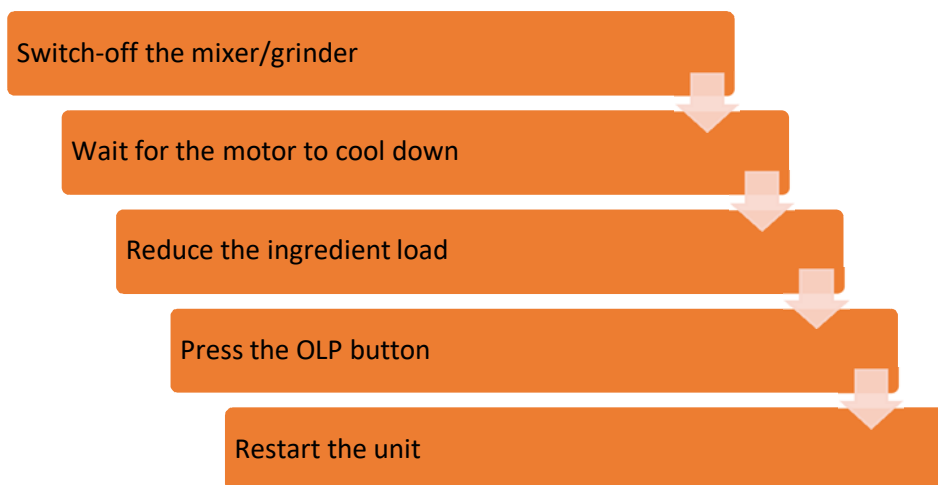 Switch-off the mixer/grinder
Wait for the motor to cool down
Reduce the ingredient load
Press the OLP button
Restart the unit